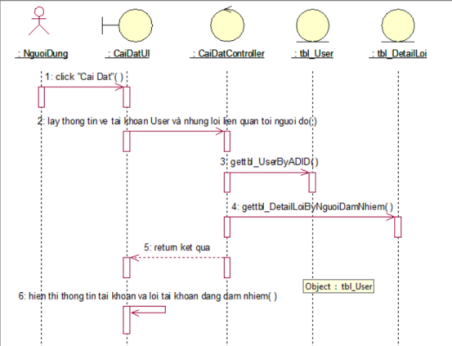 : NguoiDung
: CaiDatUI
: CaiDatController
: tbl_User
: tbl_DetailLoi
1: click "Cai Dat"( )
2: lay thong tin ve tai khoan User và nhung loi lien quan toi nguoi do(;)
3: gettbl_UserByADID( )
4: gettbl_DetailLoiByNguoiDamNhiem( )
5: return ket qua
Object : tbl_User
6: hien thi thong tin tai khoan va loi tai khoan dang dam nhiem( )